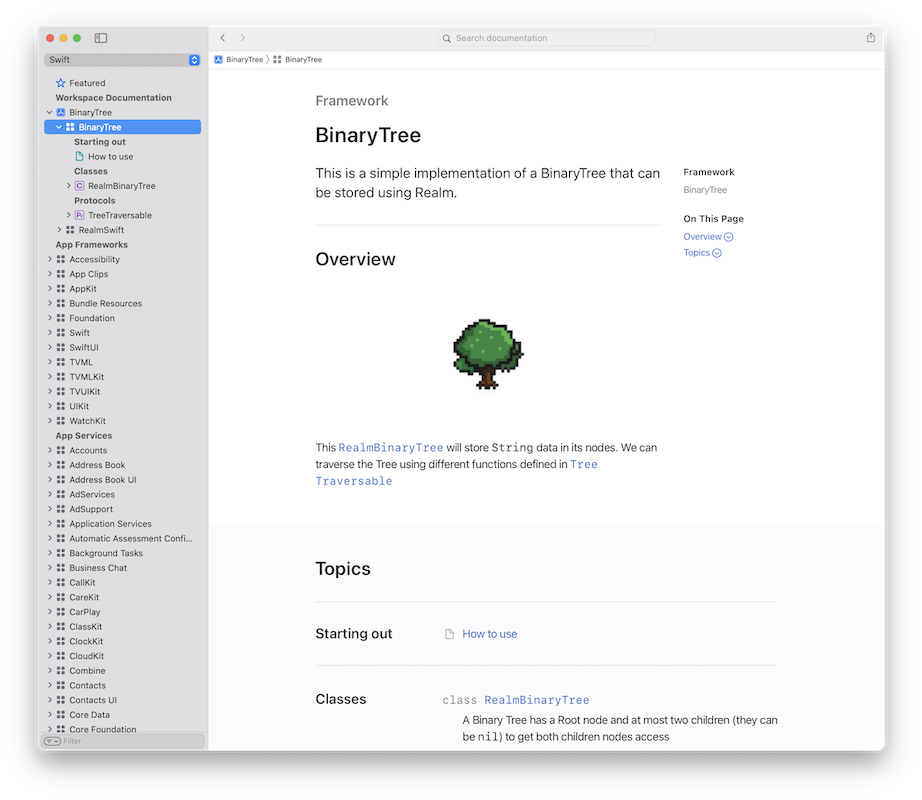 Swift
Featured
Workspace Documentation
BinaryTree
BinaryTree
Starting out
How to use
Classes
C RealmBinaryTree
Protocols
Pr TreeTraversable
RealmSwift
App Frameworks
Accessibility
App Clips
AppKit
Bundle Resources
Foundation
Swift
SwiftUI
TVML
TVMLKit
TVUIKit
UIKit
WatchKit
App Services
Accounts
Address Book
Address Book UI
AdServices
AdSupport
Application Services
Automatic Assessment Confi...
Background Tasks
Business Chat
CallKit
CareKit
CarPlay
ClassKit
ClockKit
CloudKit
Combine
Contacts
Contacts UI
Core Data
Core Foundation
Filter
Search documentation
BinaryTree BinaryTree
Framework
BinaryTree
This is a simple implementation of a BinaryTree that can
be stored using Realm.
Framework
BinaryTree
On This Page
Overview
Topics
Overview
This RealmBinaryTree will store String data in its nodes. We can
traverse the Tree using different functions defined in Tree
Traversable
Topics
Starting out
How to use
Classes
class RealmBinaryTree
A Binary Tree has a Root node and at most two children (they can
be nil) to get both children nodes access